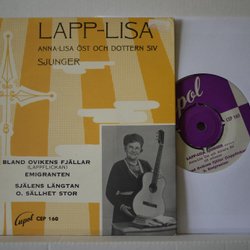 LAPP-LISA
ANNA-LISA ÖST OCH DOTTERN SIV
SJUNGER
BLAND OVIKENS FJÄLLAR
(LAPPFLICKAN)
EMIGRANTEN
SJÄLENS LÄNGTAN
O, SÄLLHET STOR
Cupol CEP 160